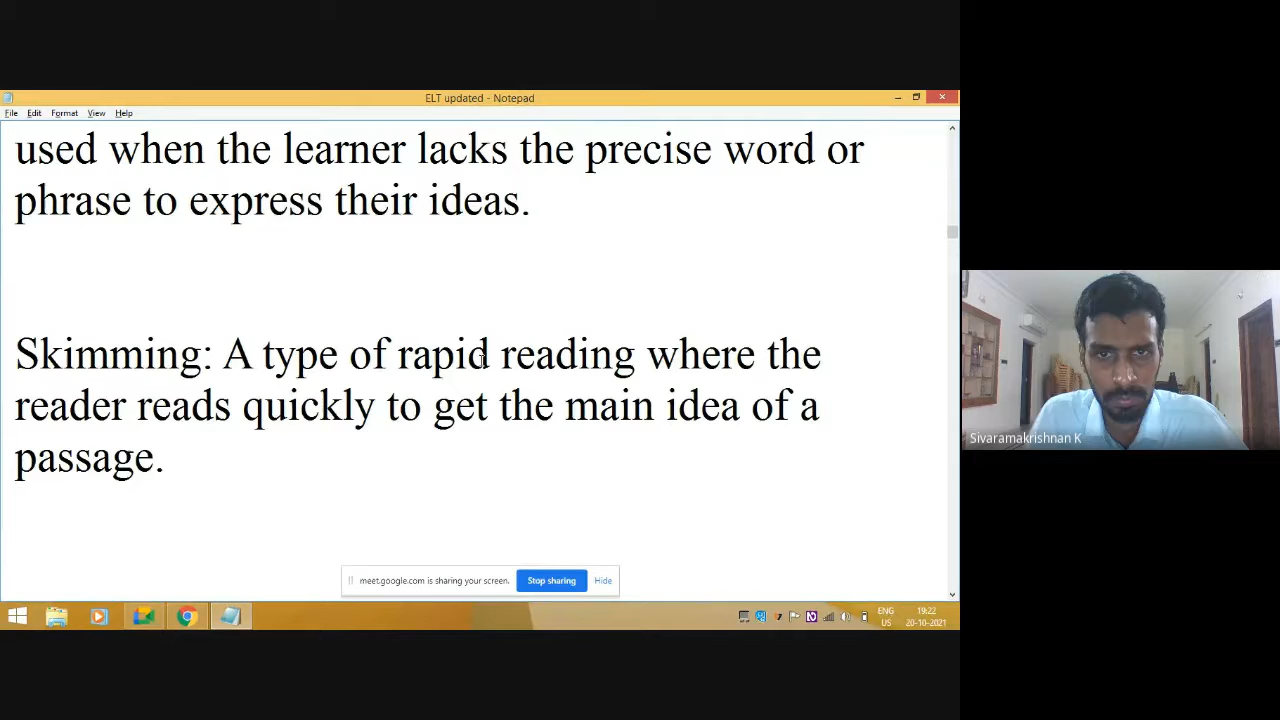 ELT updated - Notepad
File Edit Format View Help
used when the learner lacks the precise word or
phrase to express their ideas.
Skimming: A type of rapid reading where the
reader reads quickly to get the main idea of a
passage.
meet.google.com is sharing your screen. Stop sharing Hide
ENG
US
19:22
20-10-2021
Sivaramakrishnan K